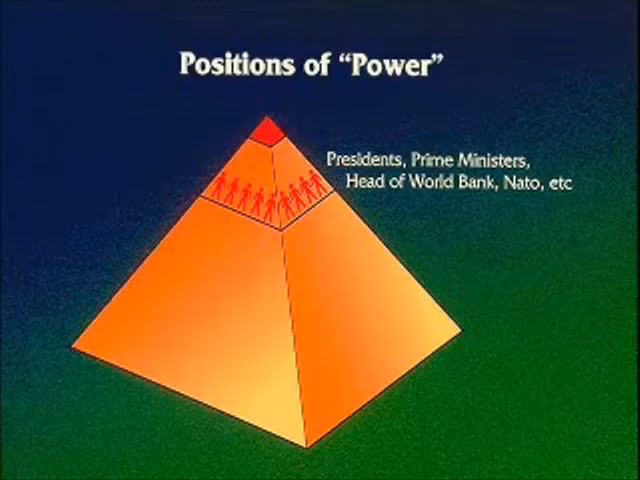 Positions of “Power”
Presidents, Prime Ministers,
Head of World Bank, Nato, etc